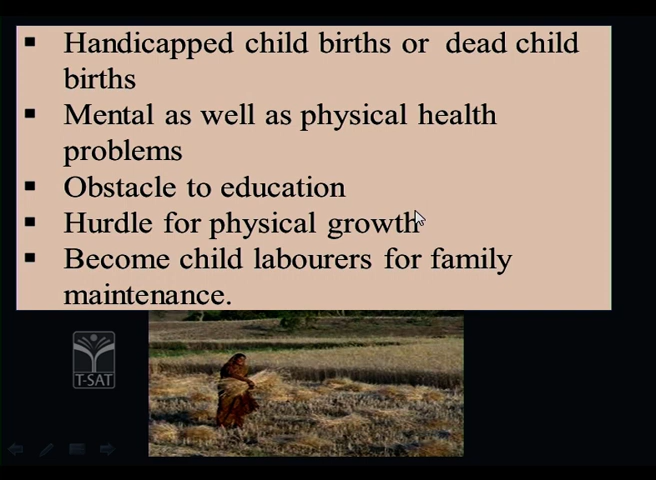 ▪ Handicapped child births or dead child
births
▪ Mental as well as physical health
problems
▪ Obstacle to education
▪ Hurdle for physical growth
▪ Become child labourers for family
maintenance.
T-SAT